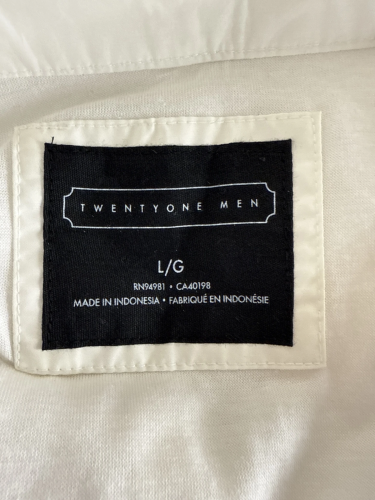 TWENTYONE MEN
L/G
RN94981 • CA40198
MADE IN INDONESIA • FABRIQUÉ EN INDONÉSIE